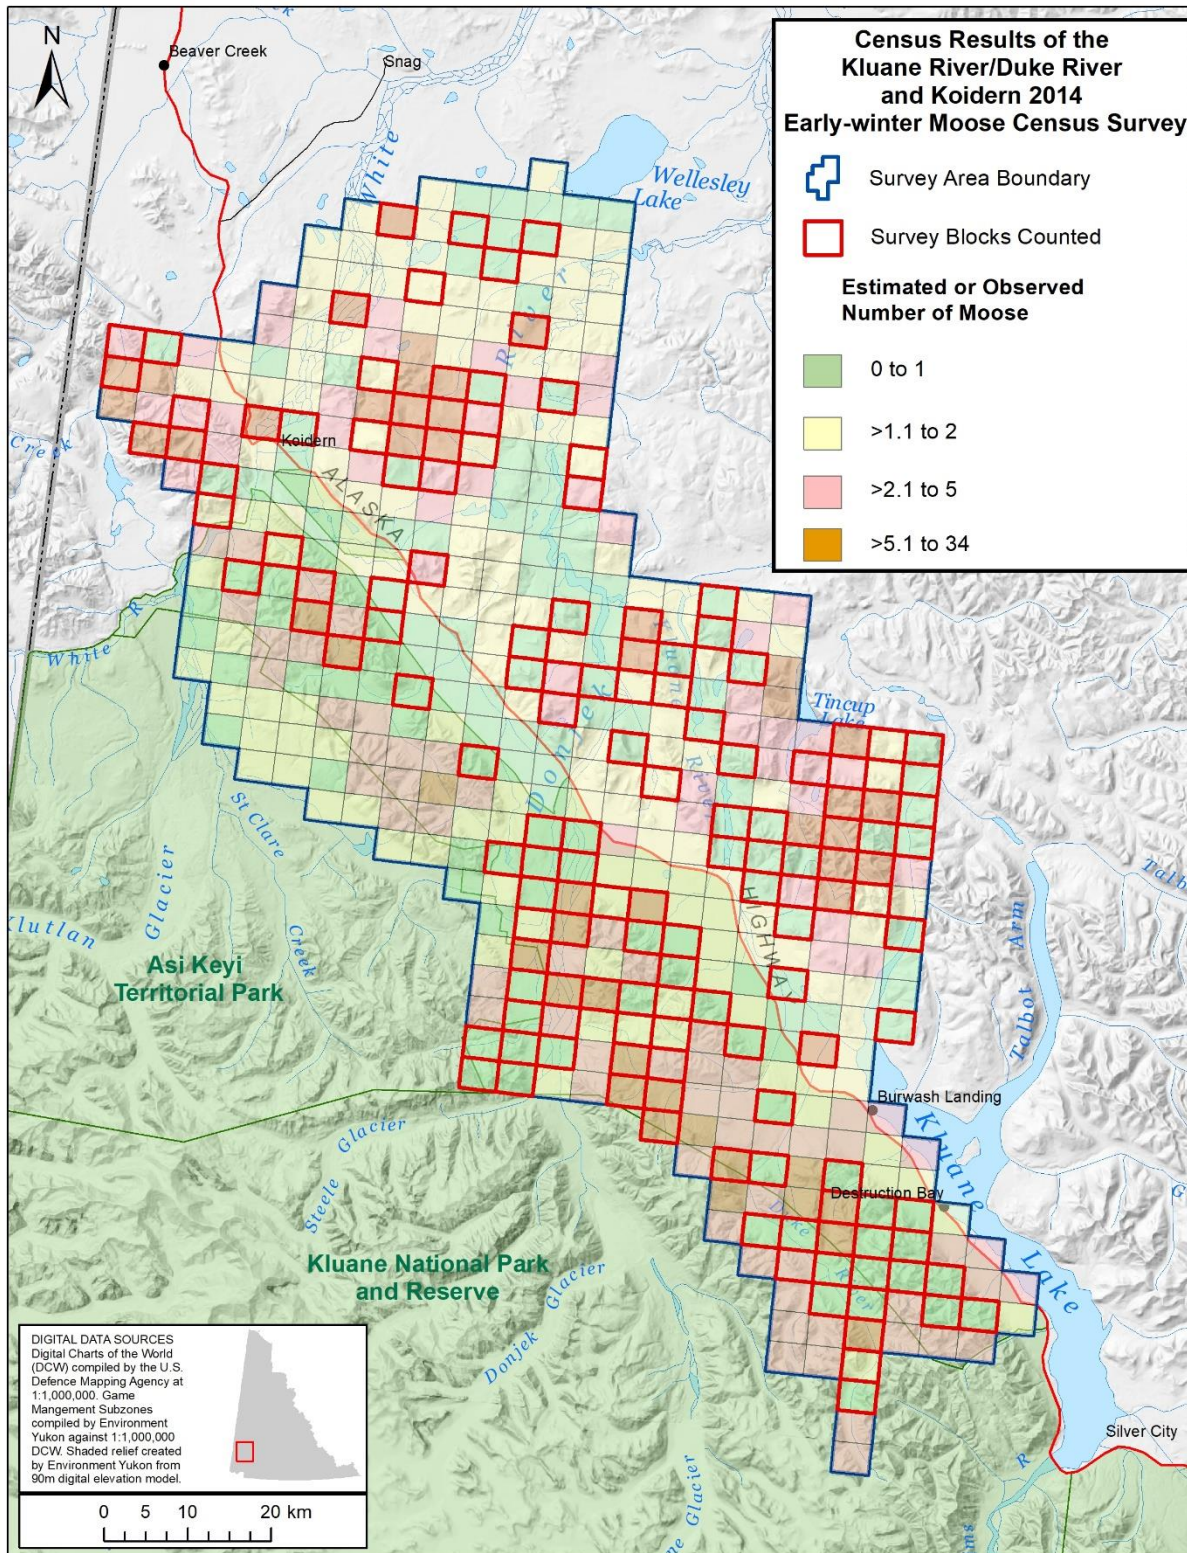 N
Beaver Creek
Snag
White
Wellesley
Lake
River
Census Results of the
Kluane River/Duke River
and Koidern 2014
Early-winter Moose Census Survey
Survey Area Boundary
Survey Blocks Counted
Estimated or Observed
Number of Moose
0 to 1
>1.1 to 2
>2.1 to 5
>5.1 to 34
Creek
Koidern
ALASKA
White R
Kluane
River
Tincup
Lake
Donjek
St Clare
Creek
Klutlan
Glacier
HIGHWAY
Talbot Arm
Asi Keyi
Territorial Park
Burwash Landing
Kluane
Lake
Destruction Bay
Duke
River
Steele Glacier
Kluane National Park
and Reserve
Donjek Glacier
Glacier
Silver City
R
DIGITAL DATA SOURCES
Digital Charts of the World
(DCW) compiled by the U.S.
Defence Mapping Agency at
1:1,000,000. Game
Mangement Subzones
compiled by Environment
Yukon against 1:1,000,000
DCW. Shaded relief created
by Environment Yukon from
90m digital elevation model.
0 5 10 20 km